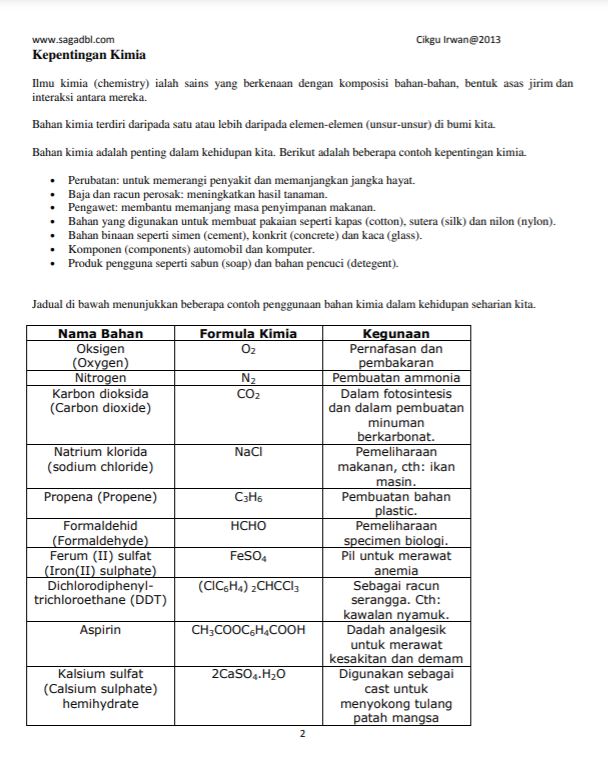 www.sagadbl.com Cikgu Irwan@2013
Kepentingan Kimia
Ilmu kimia (chemistry) ialah sains yang berkenaan dengan komposisi bahan-bahan, bentuk asas jirim dan
interaksi antara mereka.
Bahan kimia terdiri daripada satu atau lebih daripada elemen-elemen (unsur-unsur) di bumi kita.
Bahan kimia adalah penting dalam kehidupan kita. Berikut adalah beberapa contoh kepentingan kimia.
• Perubatan: untuk memerangi penyakit dan memanjangkan jangka hayat.
• Baja dan racun perosak: meningkatkan hasil tanaman.
• Pengawet: membantu memanjang masa penyimpanan makanan.
• Bahan yang digunakan untuk membuat pakaian seperti kapas (cotton), sutera (silk) dan nilon (nylon).
• Bahan binaan seperti simen (cement), konkrit (concrete) dan kaca (glass).
• Komponen (components) automobil dan komputer.
• Produk pengguna seperti sabun (soap) dan bahan pencuci (detegent).
Jadual di bawah menunjukkan beberapa contoh penggunaan bahan kimia dalam kehidupan seharian kita.
Nama Bahan Formula Kimia Kegunaan
Oksigen O₂ Pernafasan dan
(Oxygen) pembakaran
Nitrogen N₂ Pembuatan ammonia
Karbon dioksida CO₂ Dalam fotosintesis
(Carbon dioxide) dan dalam pembuatan
minuman
berkarbonat.
Natrium klorida NaCl Pemeliharaan
(sodium chloride) makanan, cth: ikan
masin.
Propena (Propene) C₃H₆ Pembuatan bahan
plastic.
Formaldehid HCHO Pemeliharaan
(Formaldehyde) specimen biologi.
Ferum (II) sulfat FeSO₄ Pil untuk merawat
(Iron(II) sulphate) anemia
Dichlorodiphenyl- (ClC₆H₄) ₂CHCCl₃ Sebagai racun
trichloroethane (DDT) serangga. Cth:
kawalan nyamuk.
Aspirin CH₃COOC₆H₄COOH Dadah analgesik
untuk merawat
kesakitan dan demam
Kalsium sulfat 2CaSO₄.H₂O Digunakan sebagai
(Calsium sulphate) cast untuk
hemihydrate menyokong tulang
patah mangsa
2